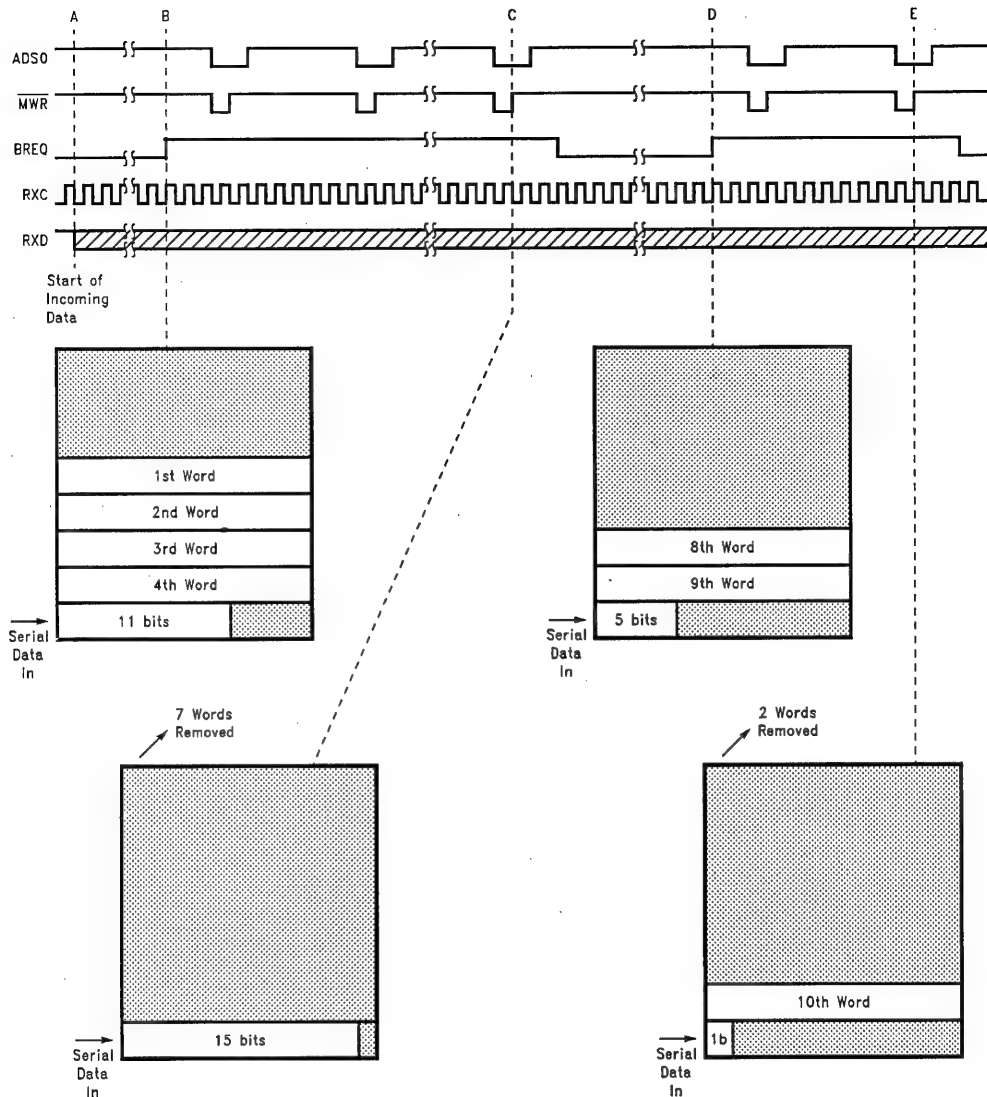 A B C D E
ADS0
MWR
BREQ
RXC
RXD
Start of
Incoming
Data
1st Word
2nd Word
3rd Word
4th Word
11 bits
Serial
Data
In
8th Word
9th Word
5 bits
Serial
Data
In
7 Words
Removed
15 bits
Serial
Data
In
2 Words
Removed
10th Word
1b
Serial
Data
In